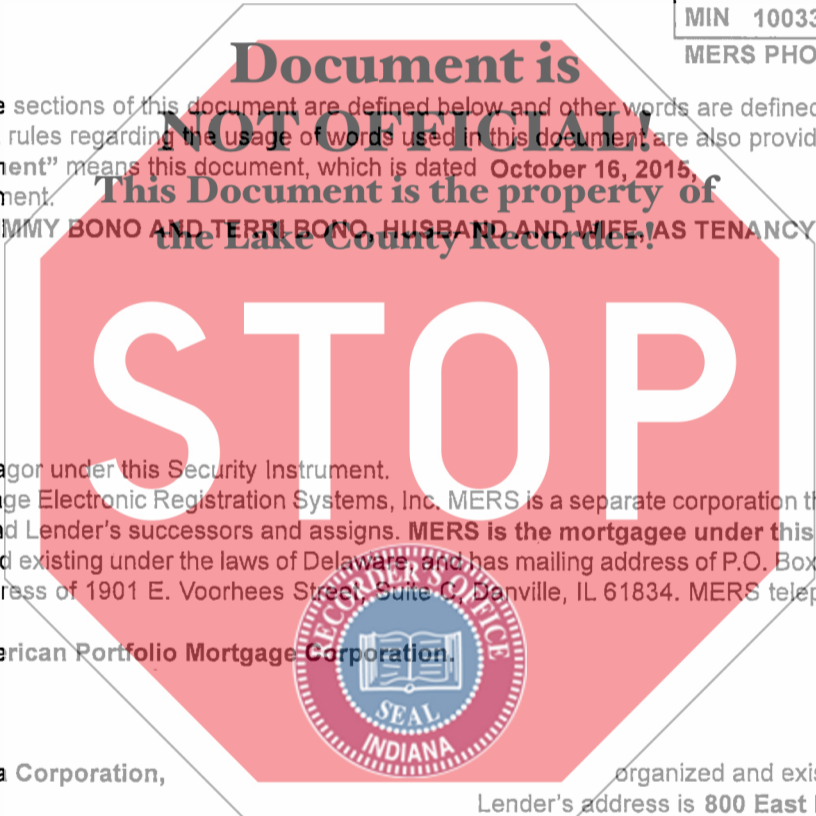 MIN 10033
MERS PHO
Document is
e sections of this document are defined below and other words are defined
NOT OFFICIAL!
rules regarding the usage of words used in this document are also provid
ent" means this document, which is dated October 16, 2015,
This Document is the property of
ment.
MMY BONO AND TERRI BONO, HUSBAND AND WIFE, AS TENANCY
the Lake County Recorder!
STOP
agor under this Security Instrument.
ge Electronic Registration Systems, Inc. MERS is a separate corporation th
d Lender's successors and assigns. MERS is the mortgagee under this
d existing under the laws of Delaware, and has mailing address of P.O. Box
ress of 1901 E. Voorhees Street, Suite C, Danville, IL 61834. MERS telep
RECORDER'S OFFICE
erican Portfolio Mortgage Corporation.
SEAL
INDIANA
a Corporation,
organized and exis
Lender's address is 800 East